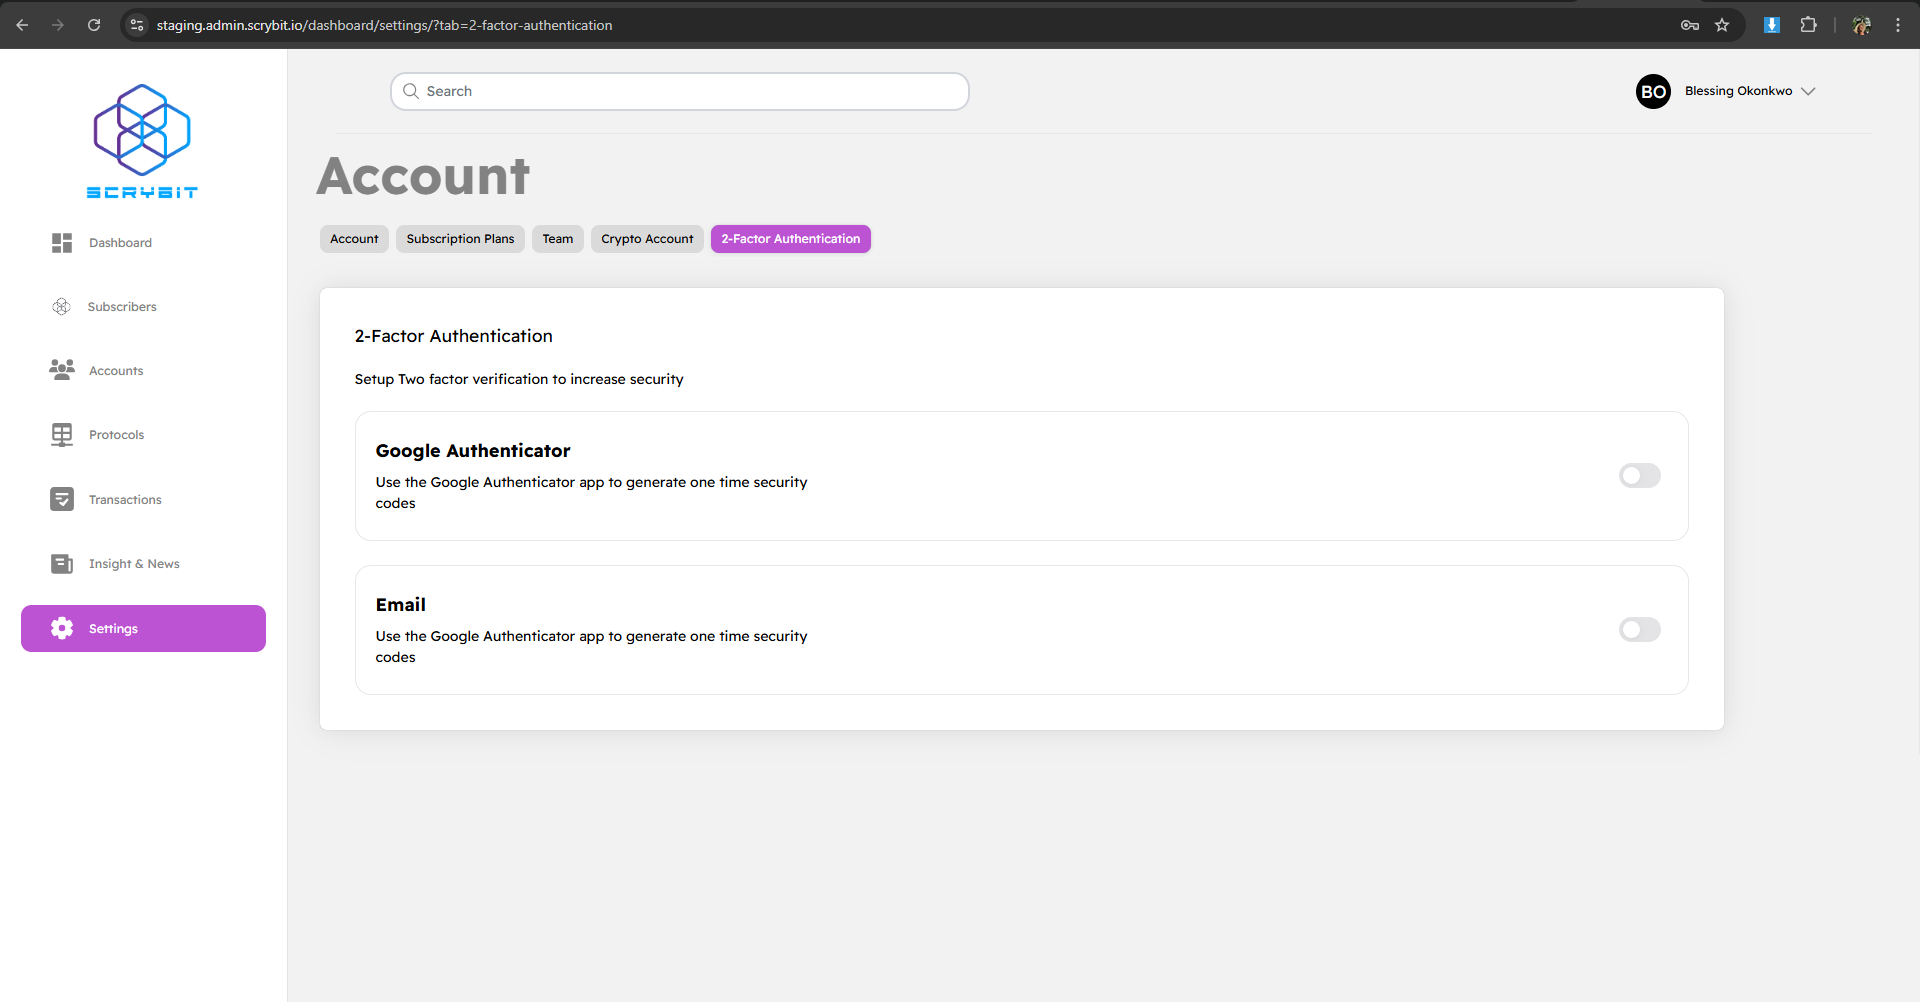 staging.admin.scrybit.io/dashboard/settings/?tab=2-factor-authentication
SCRYBIT
Search
BO
Blessing Okonkwo
Dashboard
Subscribers
Accounts
Protocols
Transactions
Insight & News
Settings
Account
Account
Subscription Plans
Team
Crypto Account
2-Factor Authentication
2-Factor Authentication
Setup Two factor verification to increase security
Google Authenticator
Use the Google Authenticator app to generate one time security
codes
Email
Use the Google Authenticator app to generate one time security
codes